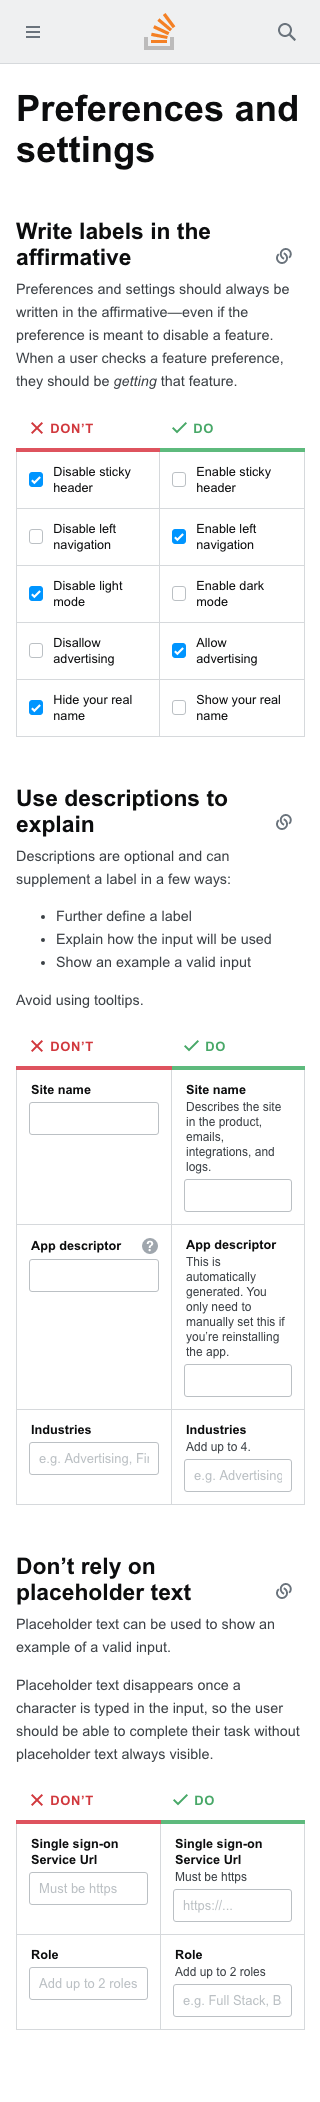 Preferences and
settings
Write labels in the
affirmative
Preferences and settings should always be
written in the affirmative—even if the
preference is meant to disable a feature.
When a user checks a feature preference,
they should be getting that feature.
DON'T
DO
Disable sticky
header
Enable sticky
header
Disable left
navigation
Enable left
navigation
Disable light
mode
Enable dark
mode
Disallow
advertising
Allow
advertising
Hide your real
name
Show your real
name
Use descriptions to
explain
Descriptions are optional and can
supplement a label in a few ways:
• Further define a label
• Explain how the input will be used
• Show an example a valid input
Avoid using tooltips.
DON'T
DO
Site name
Site name
Describes the site
in the product,
emails,
integrations, and
logs.
App descriptor ?
App descriptor
This is
automatically
generated. You
only need to
manually set this if
you’re reinstalling
the app.
Industries
e.g. Advertising, Fi
Industries
Add up to 4.
e.g. Advertising
Don’t rely on
placeholder text
Placeholder text can be used to show an
example of a valid input.
Placeholder text disappears once a
character is typed in the input, so the user
should be able to complete their task without
placeholder text always visible.
DON'T
DO
Single sign-on
Service Url
Must be https
Single sign-on
Service Url
Must be https
https://...
Role
Add up to 2 roles
Role
Add up to 2 roles
e.g. Full Stack, B